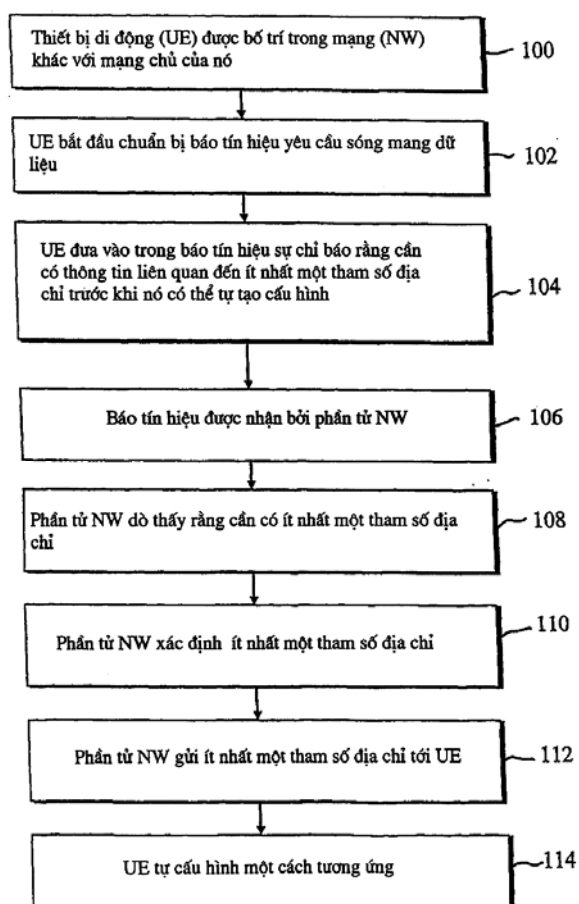 Thiết bị di động (UE) được bố trí trong mạng (NW)
khác với mạng chủ của nó
100
UE bắt đầu chuẩn bị báo tín hiệu yêu cầu sóng mang dữ
liệu
102
UE đưa vào trong báo tín hiệu sự chỉ báo rằng cần
có thông tin liên quan đến ít nhất một tham số địa
chỉ trước khi nó có thể tự tạo cấu hình
104
Báo tín hiệu được nhận bởi phần tử NW
106
Phần tử NW dò thấy rằng cần có ít nhất một tham số địa
chỉ
108
Phần tử NW xác định ít nhất một tham số địa chỉ
110
Phần tử NW gửi ít nhất một tham số địa chỉ tới UE
112
UE tự cấu hình một cách tương ứng
114